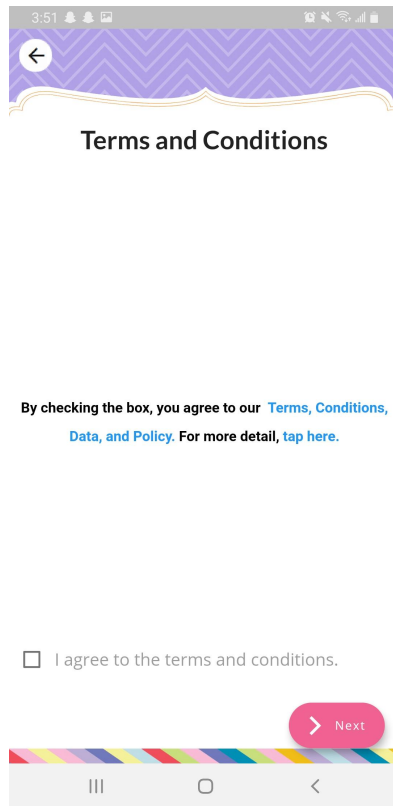 3:51
Terms and Conditions
By checking the box, you agree to our Terms, Conditions,
Data, and Policy. For more detail, tap here.
I agree to the terms and conditions.
Next